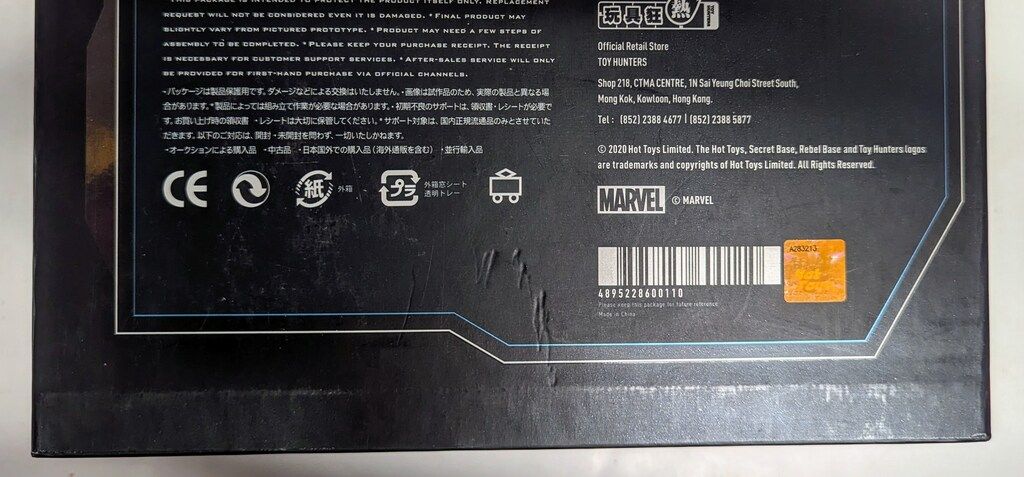 THIS PACKAGE IS INTENDED TO PROTECT THE PRODUCT ITSELF ONLY. REPLACEMENT
REQUEST WILL NOT BE CONSIDERED EVEN IT IS DAMAGED. * FINAL PRODUCT MAY
SLIGHTLY VARY FROM PICTURED PROTOTYPE. * PRODUCT MAY NEED A FEW STEPS OF
ASSEMBLY TO BE COMPLETED. * PLEASE KEEP YOUR PURCHASE RECEIPT. THE RECEIPT
IS NECESSARY FOR CUSTOMER SUPPORT SERVICES. * AFTER-SALES SERVICE WILL ONLY
BE PROVIDED FOR FIRST-HAND PURCHASE VIA OFFICIAL CHANNELS.
・パッケージは製品保護用です。ダメージなどによる交換はいたしません。・画像は試作品のため、実際の製品と異なる場
合があります。*製品によっては組み立て作業が必要な場合があります。・初期不良のサポートは、領収書・レシートが必要で
す。お買い上げ時の領収書・レシートは大切に保管してください。*サポート対象は、国内正規流通品のみとさせていた
だきます。以下のご対応は、開封・未開封を問わず、一切いたしかねます。
・オークションによる購入品 ・中古品 ・日本国外での購入品(海外通販を含む) ・並行輸入品
CE
紙
外箱
プラ
外箱窓シート
透明トレー
玩具狂 熱
Official Retail Store
TOY HUNTERS
Shop 218, CTMA CENTRE, 1N Sai Yeung Choi Street South,
Mong Kok, Kowloon, Hong Kong.
Tel : (852) 2388 4677 | (852) 2388 5877
© 2020 Hot Toys Limited. The Hot Toys, Secret Base, Rebel Base and Toy Hunters logos
are trademarks and copyrights of Hot Toys Limited. All Rights Reserved.
MARVEL © MARVEL
A283213
4895228600110
Please keep this package for future reference
Made in China